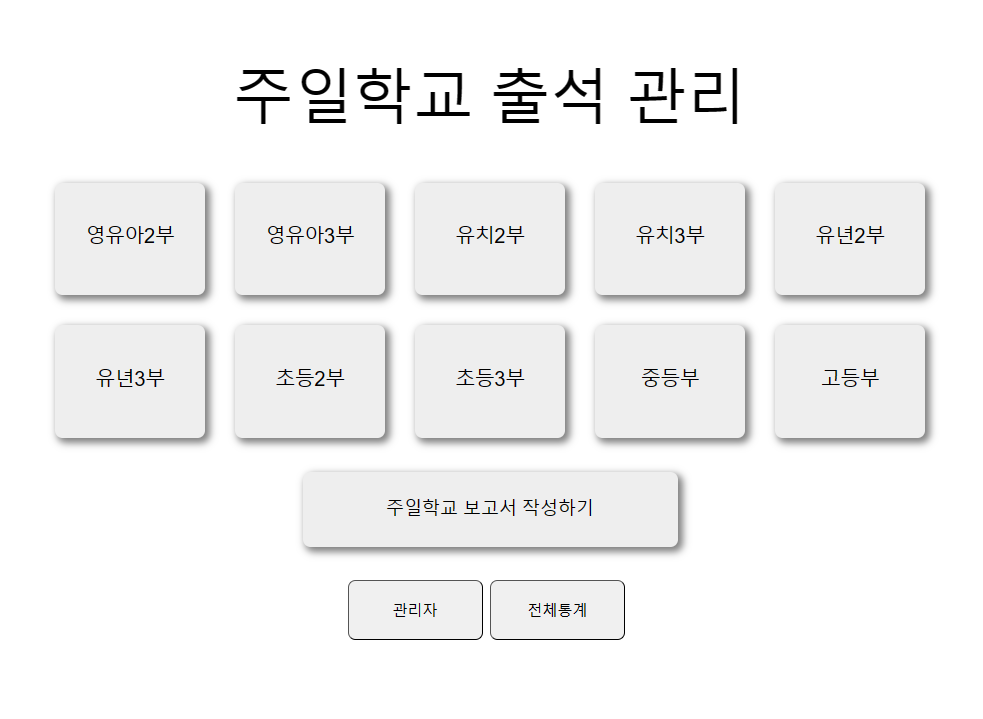 주일학교 출석 관리
영유아2부 영유아3부 유치2부 유치3부 유년2부
유년3부 초등2부 초등3부 중등부 고등부
주일학교 보고서 작성하기
관리자 전체통계